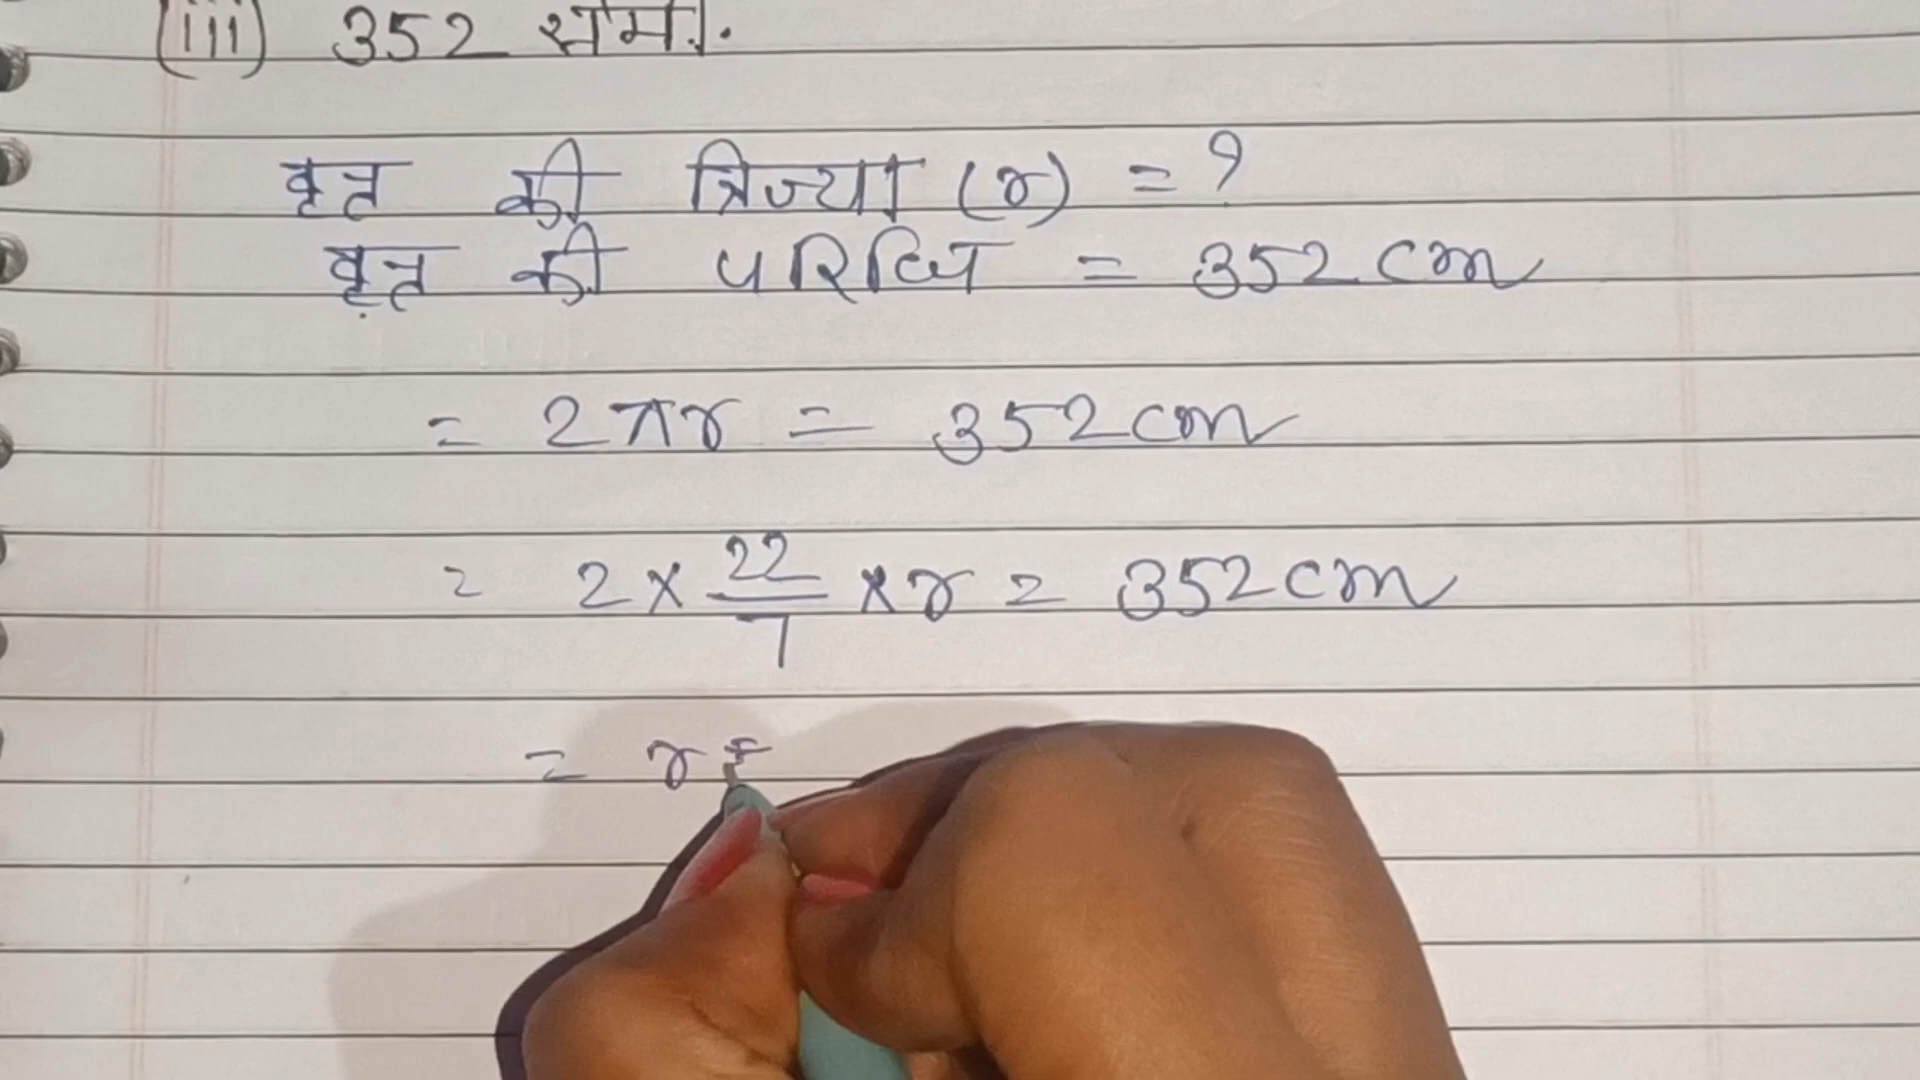 (iii) 352 सेमी.
वृत्त की त्रिज्या (r) = ?
वृत्त की परिधि = 352 cm
= 2πr = 352 cm
= 2 × 22/7 × r = 352 cm
= r =